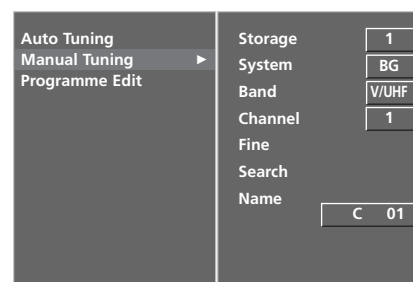 Auto Tuning
Manual Tuning ►
Programme Edit
Storage 1
System BG
Band V/UHF
Channel 1
Fine
Search
Name
C 01